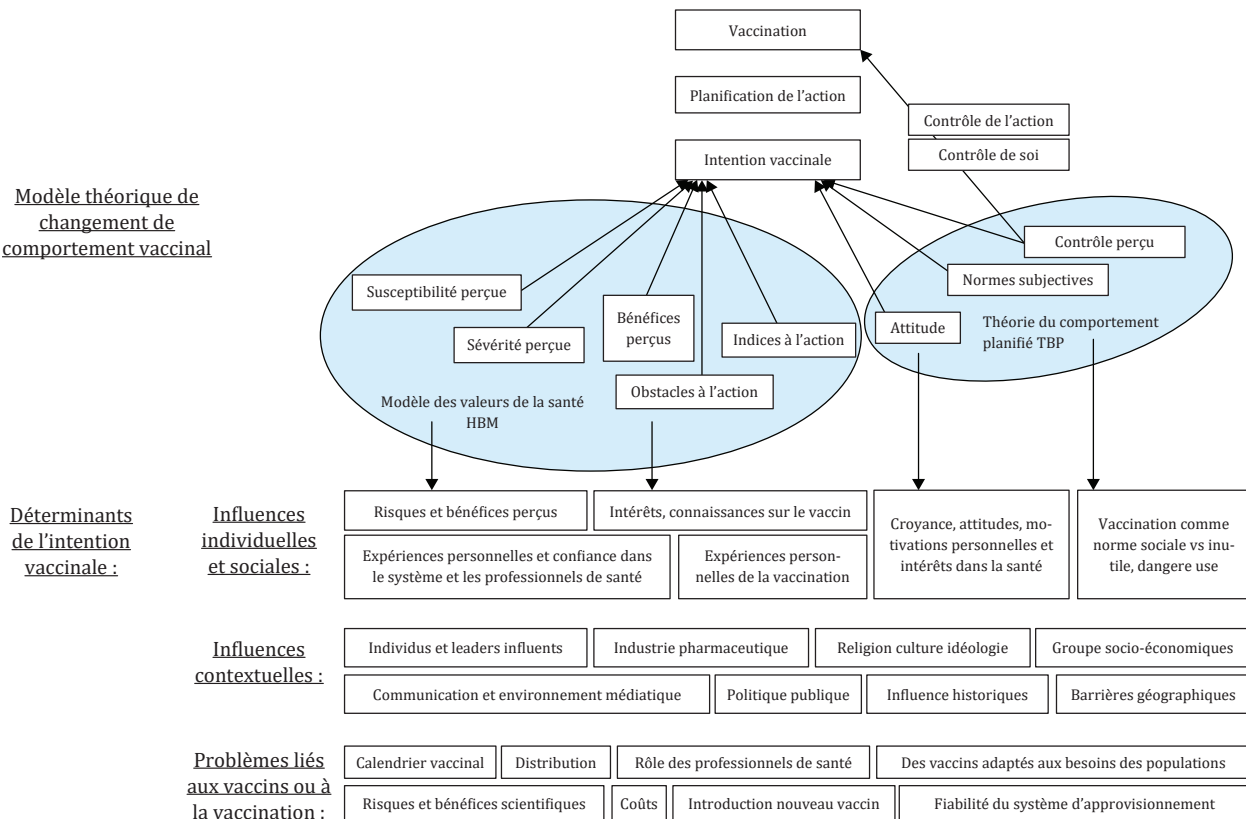 Vaccination
Planification de l'action
Contrôle de l'action
Intention vaccinale
Contrôle de soi
Modèle théorique de
changement de
comportement vaccinal
Contrôle perçu
Normes subjectives
Susceptibilité perçue
Bénéfices
perçus
Sévérité perçue
Indices à l'action
Attitude
Théorie du comportement
planifié TBP
Obstacles à l'action
Modèle des valeurs de la santé
HBM
Déterminants
de l'intention
vaccinale :
Influences
individuelles
et sociales :
Risques et bénéfices perçus
Intérêts, connaissances sur le vaccin
Expériences personnelles et confiance dans
le système et les professionnels de santé
Expériences person-
nelles de la vaccination
Croyance, attitudes, mo-
tivations personnelles et
intérêts dans la santé
Vaccination comme
norme sociale vs inu-
tile, dangere use
Influences
contextuelles :
Individus et leaders influents
Industrie pharmaceutique
Religion culture idéologie
Groupe socio-économiques
Communication et environnement médiatique
Politique publique
Influence historiques
Barrières géographiques
Problèmes liés
aux vaccins ou à
la vaccination :
Calendrier vaccinal
Distribution
Rôle des professionnels de santé
Des vaccins adaptés aux besoins des populations
Risques et bénéfices scientifiques
Coûts
Introduction nouveau vaccin
Fiabilité du système d'approvisionnement